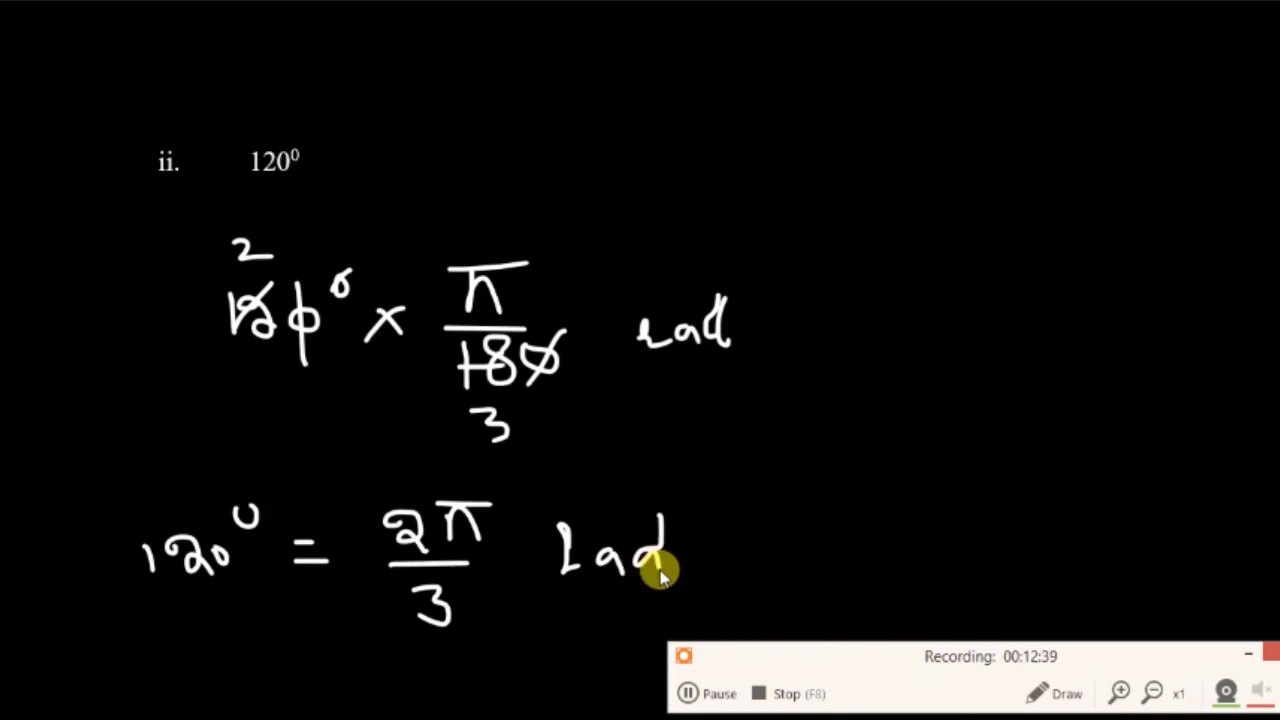 ii. 120⁰
2
120⁰ × π/180 rad
3
120⁰ = 2π/3 rad
Recording: 00:12:39
Pause Stop (F8) Draw x1